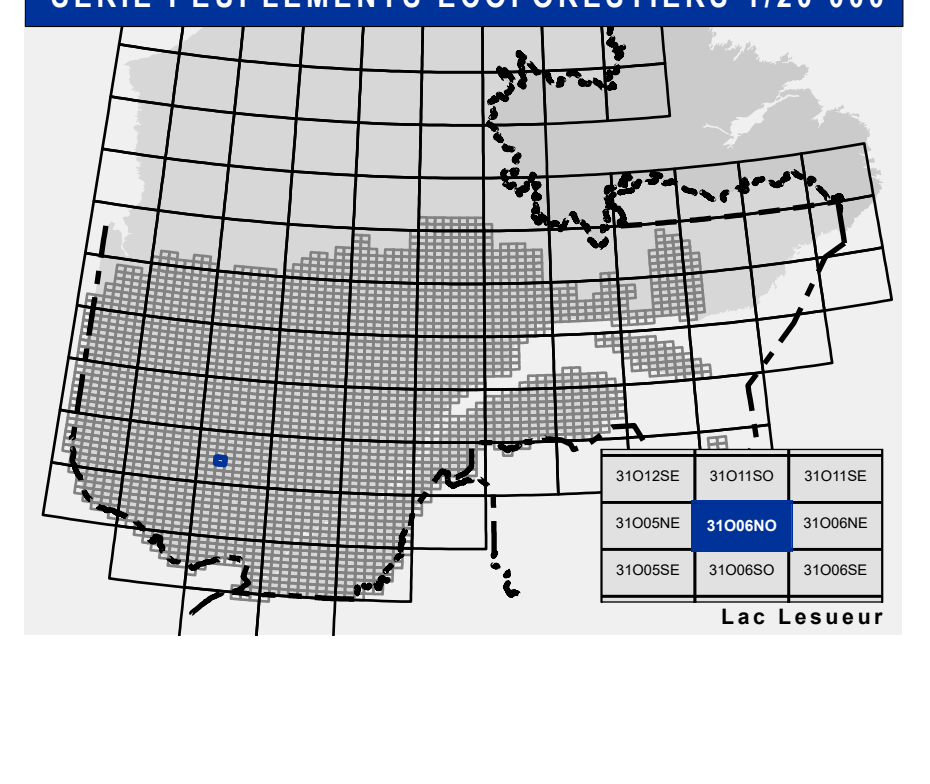 SÉRIE PEUPLEMENTS ÉCOFORESTIERS 1/20 000
31O12SE 31O11SO 31O11SE
31O05NE 31O06NO 31O06NE
31O05SE 31O06SO 31O06SE
Lac Lesueur